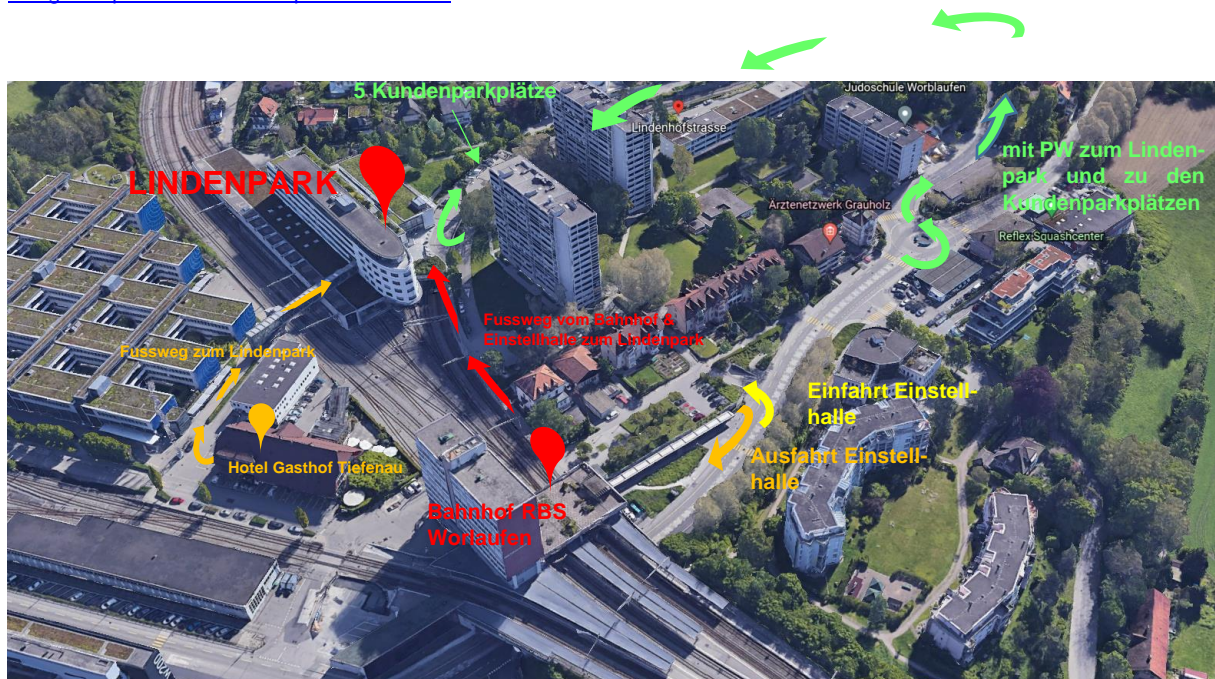 5 Kundenparkplätze
Judoschule Worblaufen
Lindenhofstrasse
mit PW zum Linden-
park und zu den
Kundenparkplätzen
LINDENPARK
Ärztenetzwerk Grauholz
Reflex Squashcenter
Fussweg vom Bahnhof &
Einstellhalle zum Lindenpark
Fussweg zum Lindenpark
Einfahrt Einstell-
halle
Ausfahrt Einstell-
halle
Hotel Gasthof Tiefenau
Bahnhof RBS
Worlaufen